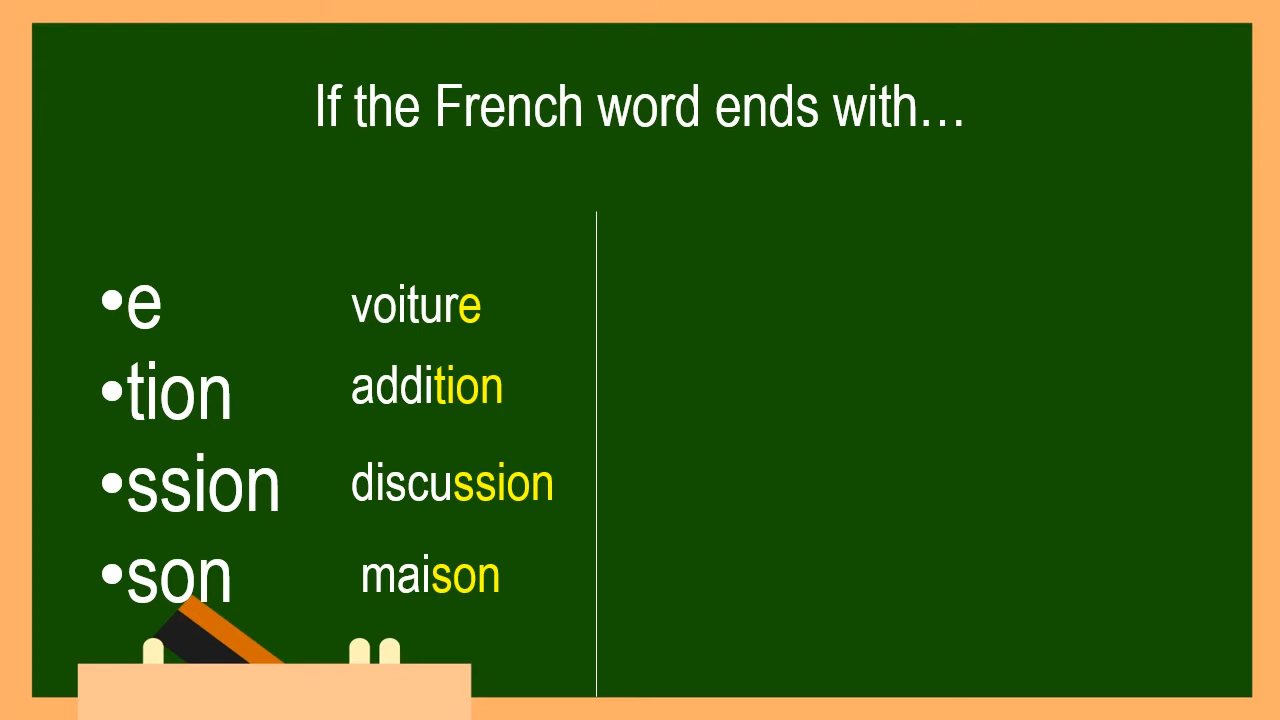 If the French word ends with…
•e voiture
•tion addition
•ssion discussion
•son maison